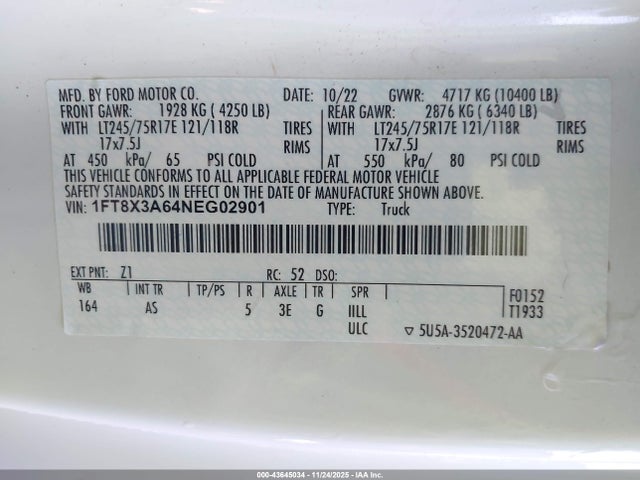 MFD. BY FORD MOTOR CO. DATE: 10/22 GVWR: 4717 KG (10400 LB)
FRONT GAWR: 1928 KG ( 4250 LB) REAR GAWR: 2876 KG ( 6340 LB)
WITH LT245/75R17E 121/118R TIRES WITH LT245/75R17E 121/118R TIRES
17x7.5J RIMS 17x7.5J RIMS
AT 450 kPa/ 65 PSI COLD AT 550 kPa/ 80 PSI COLD
THIS VEHICLE CONFORMS TO ALL APPLICABLE FEDERAL MOTOR VEHICLE
SAFETY STANDARDS IN EFFECT ON THE DATE OF MANUFACTURE SHOWN ABOVE.
VIN: 1FT8X3A64NEG02901 TYPE: Truck
EXT PNT: Z1 RC: 52 DSO:
WB INT TR TP/PS R AXLE TR SPR F0152
164 AS 5 3E G IILL T1933
ULC ▽ 5U5A-3520472-AA
000-43645034 - 11/24/2025 - IAA Inc.